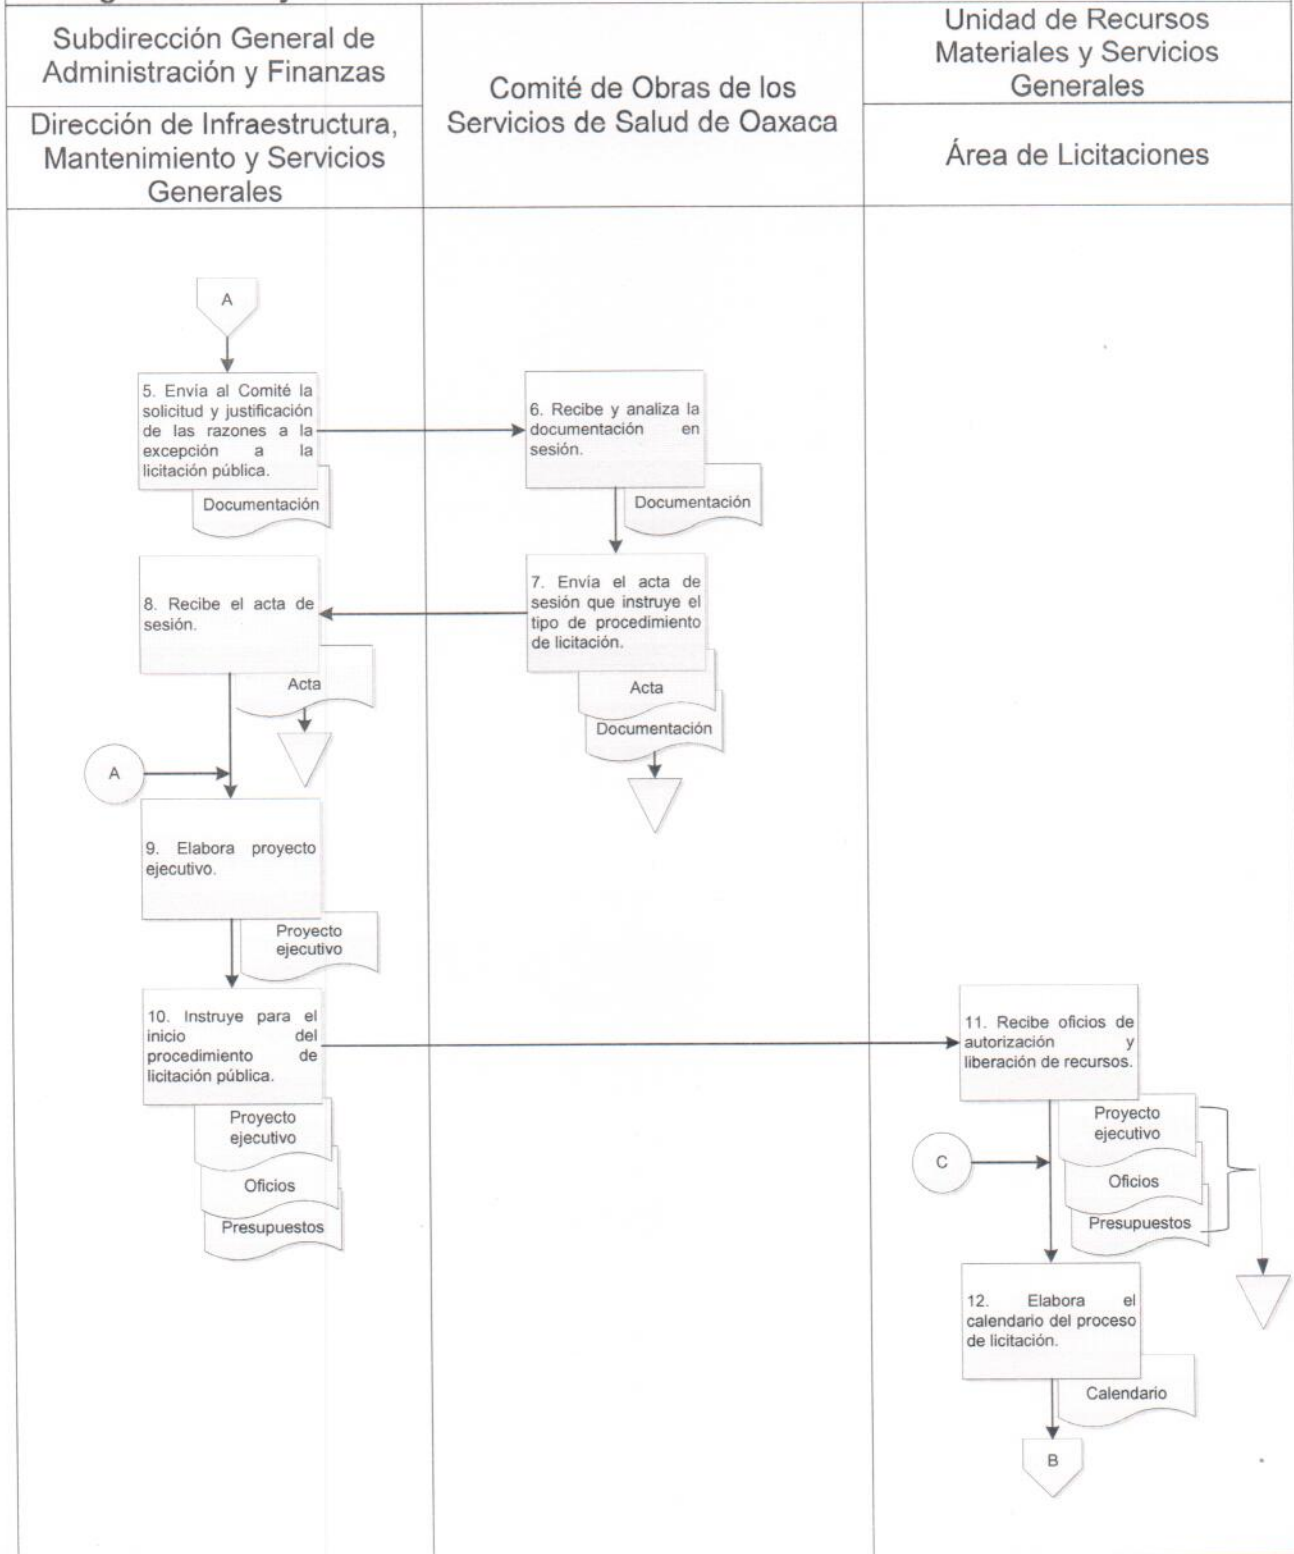 Subdirección General de
Administración y Finanzas
Dirección de Infraestructura,
Mantenimiento y Servicios
Generales
Comité de Obras de los
Servicios de Salud de Oaxaca
Unidad de Recursos
Materiales y Servicios
Generales
Área de Licitaciones
A
5. Envía al Comité la
solicitud y justificación
de las razones a la
excepción a la
licitación pública.
Documentación
6. Recibe y analiza la
documentación en
sesión.
Documentación
7. Envía el acta de
sesión que instruye el
tipo de procedimiento
de licitación.
Acta
Documentación
8. Recibe el acta de
sesión.
Acta
A
9. Elabora proyecto
ejecutivo.
Proyecto
ejecutivo
10. Instruye para el
inicio del
procedimiento de
licitación pública.
Proyecto
ejecutivo
Oficios
Presupuestos
11. Recibe oficios de
autorización y
liberación de recursos.
Proyecto
ejecutivo
Oficios
Presupuestos
C
12. Elabora el
calendario del proceso
de licitación.
Calendario
B